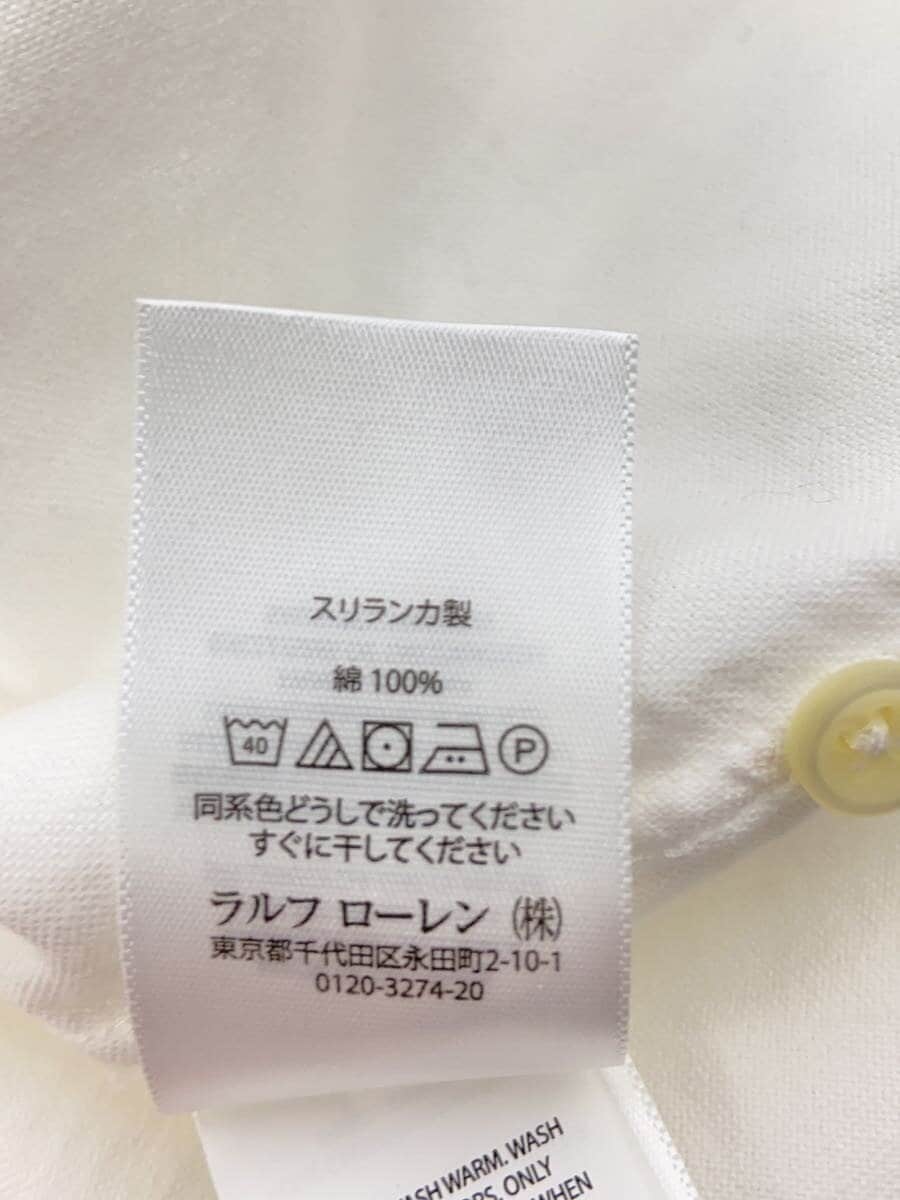 スリランカ製
綿 100%
40 P
同系色どうしで洗ってください
すぐに干してください
ラルフ ローレン (株)
東京都千代田区永田町2-10-1
0120-3274-20
WASH WARM. WASH
ONLY
WHEN